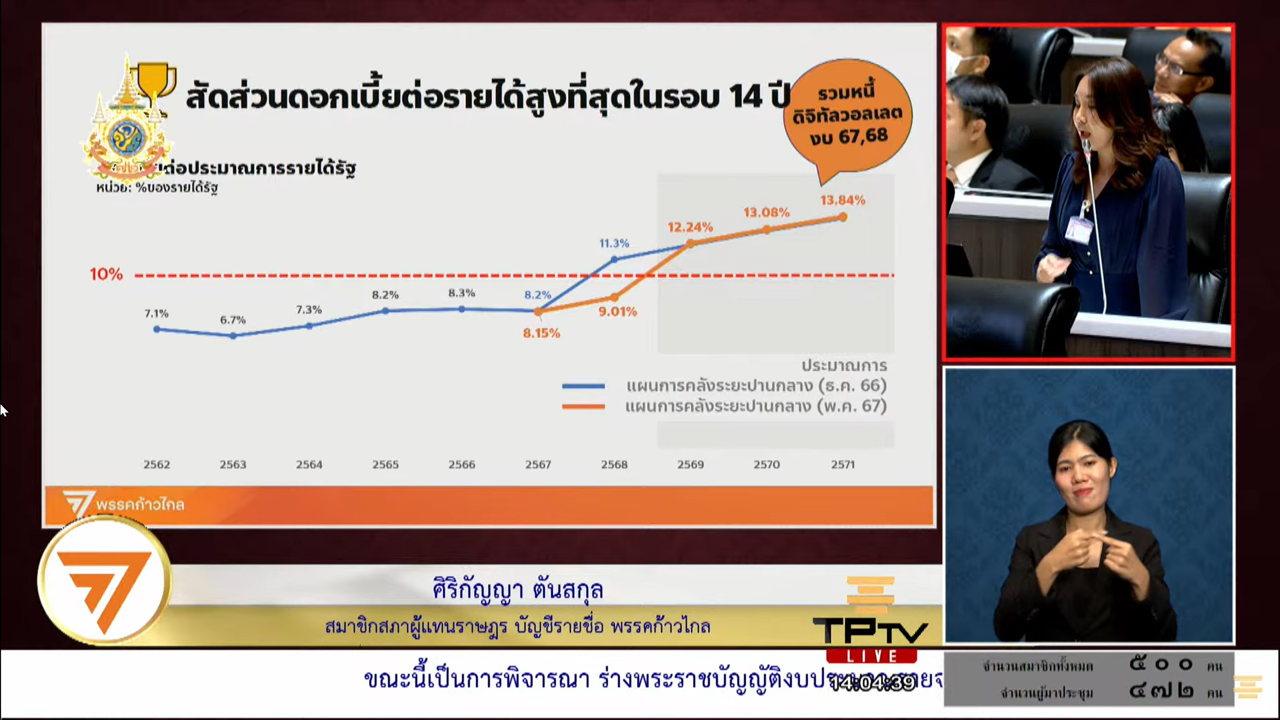 สัดส่วนดอกเบี้ยต่อรายได้สูงที่สุดในรอบ 14 ปี
รวมหนี้
ดิจิทัลวอลเลต
งบ 67,68
ต่อประมาณการรายได้รัฐ
หน่วย: %ของรายได้รัฐ
10%
7.1%
6.7%
7.3%
8.2%
8.3%
8.2%
11.3%
8.15%
9.01%
12.24%
13.08%
13.84%
ประมาณการ
แผนการคลังระยะปานกลาง (ธ.ค. 66)
แผนการคลังระยะปานกลาง (พ.ค. 67)
2562 2563 2564 2565 2566 2567 2568 2569 2570 2571
พรรคก้าวไกล
ศิริกัญญา ตันสกุล
สมาชิกสภาผู้แทนราษฎร บัญชีรายชื่อ พรรคก้าวไกล
TPTV
LIVE
14:04:39
ขณะนี้เป็นการพิจารณา ร่างพระราชบัญญัติงบ
จำนวนสมาชิกทั้งหมด ๕๐๐ คน
จำนวนผู้มาประชุม ๔๗๒ คน